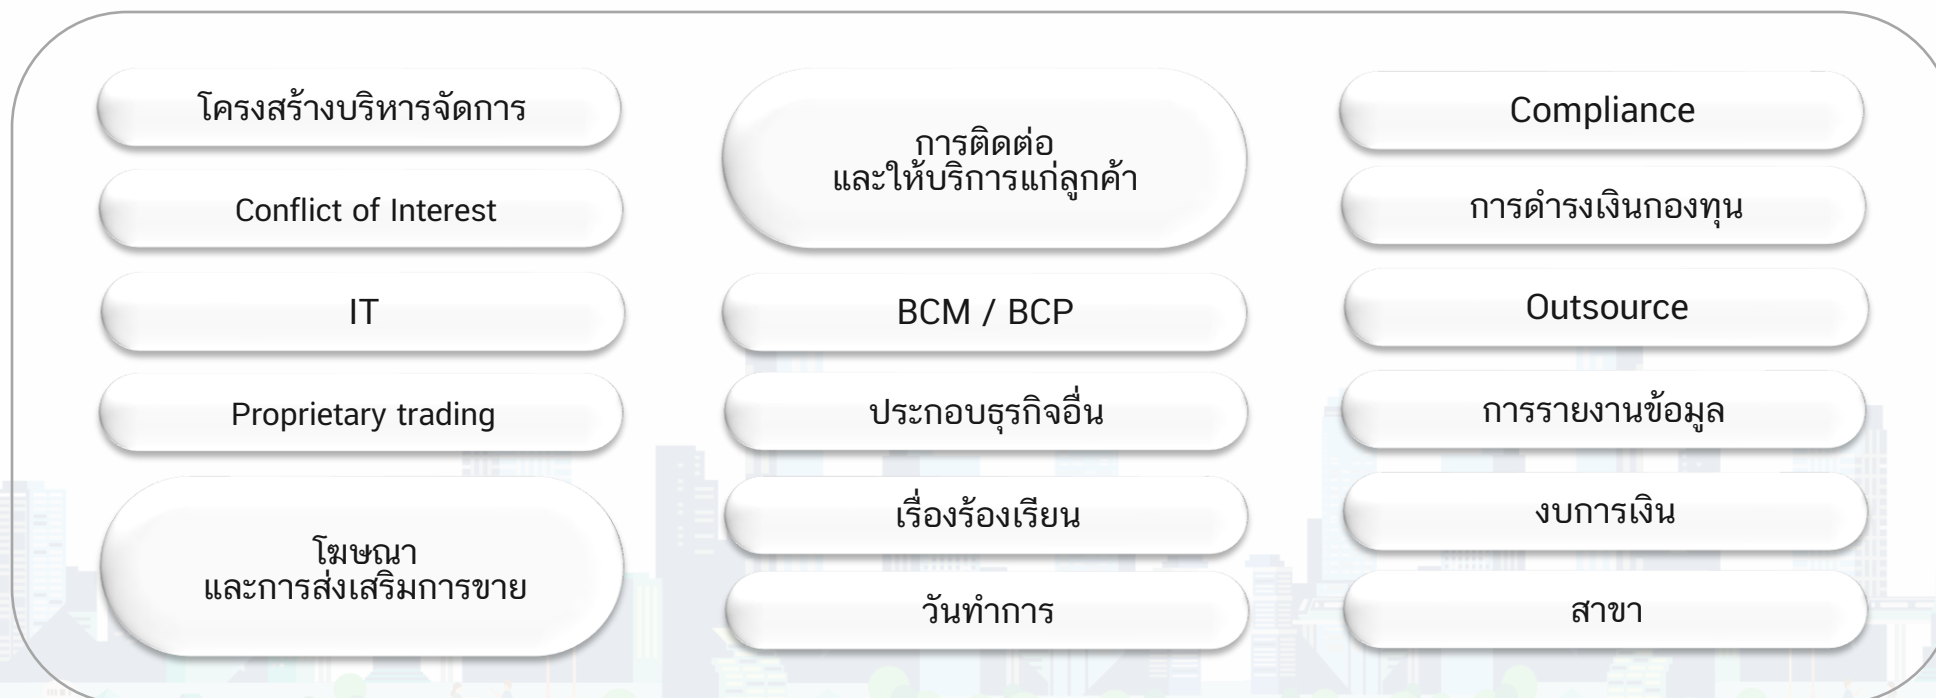 โครงสร้างบริหารจัดการ
Conflict of Interest
IT
Proprietary trading
โฆษณา
และการส่งเสริมการขาย
การติดต่อ
และให้บริการแก่ลูกค้า
BCM / BCP
ประกอบธุรกิจอื่น
เรื่องร้องเรียน
วันทำการ
Compliance
การดำรงเงินกองทุน
Outsource
การรายงานข้อมูล
งบการเงิน
สาขา